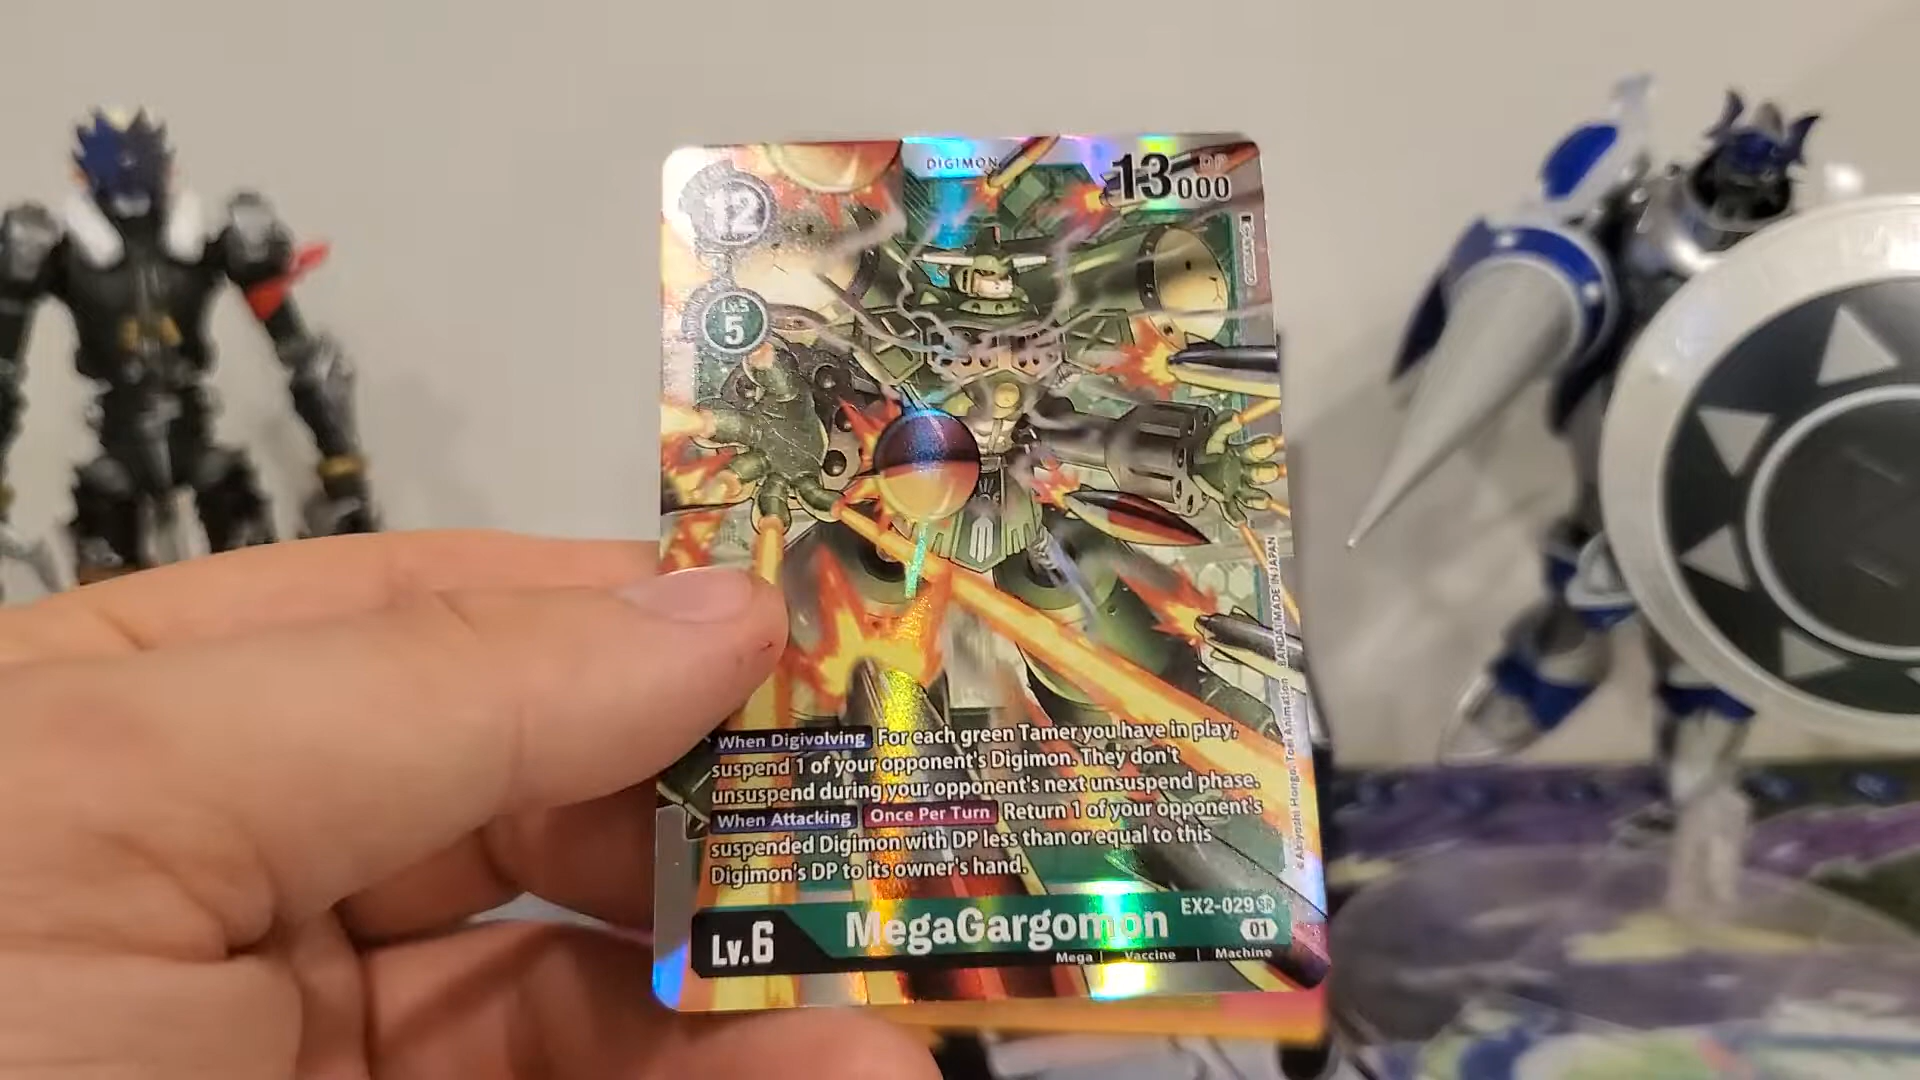 DIGIMON
13000 DP
12
Lv.5
5
©Akiyoshi Hongo, Toei Animation BANDAI MADE IN JAPAN
When Digivolving For each green Tamer you have in play,
suspend 1 of your opponent's Digimon. They don't
unsuspend during your opponent's next unsuspend phase.
When Attacking Once Per Turn Return 1 of your opponent's
suspended Digimon with DP less than or equal to this
Digimon's DP to its owner's hand.
EX2-029 SR
Lv.6 MegaGargomon 01
Mega | Vaccine | Machine